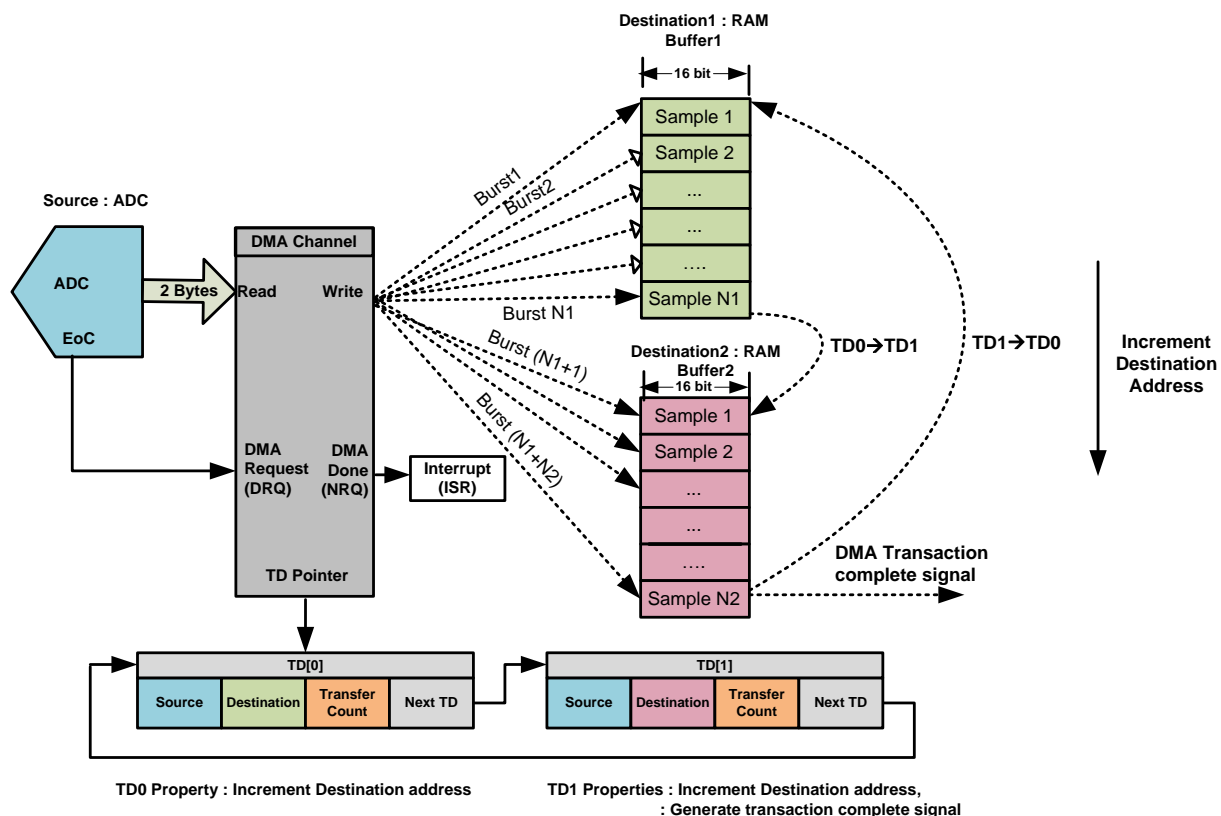 Destination1 : RAM
Buffer1
16 bit
Sample 1
Sample 2
...
...
....
Sample N1
Burst1
Burst2
Burst N1
Source : ADC
ADC
EoC
2 Bytes
DMA Channel
Read
Write
DMA
Request
(DRQ)
DMA
Done
(NRQ)
TD Pointer
Interrupt
(ISR)
Burst (N1+1)
Burst (N1+N2)
Destination2 : RAM
Buffer2
16 bit
Sample 1
Sample 2
...
...
....
Sample N2
TD0→TD1
TD1→TD0
Increment
Destination
Address
DMA Transaction
complete signal
TD[0]
Source
Destination
Transfer
Count
Next TD
TD[1]
Source
Destination
Transfer
Count
Next TD
TD0 Property : Increment Destination address
TD1 Properties : Increment Destination address,
: Generate transaction complete signal